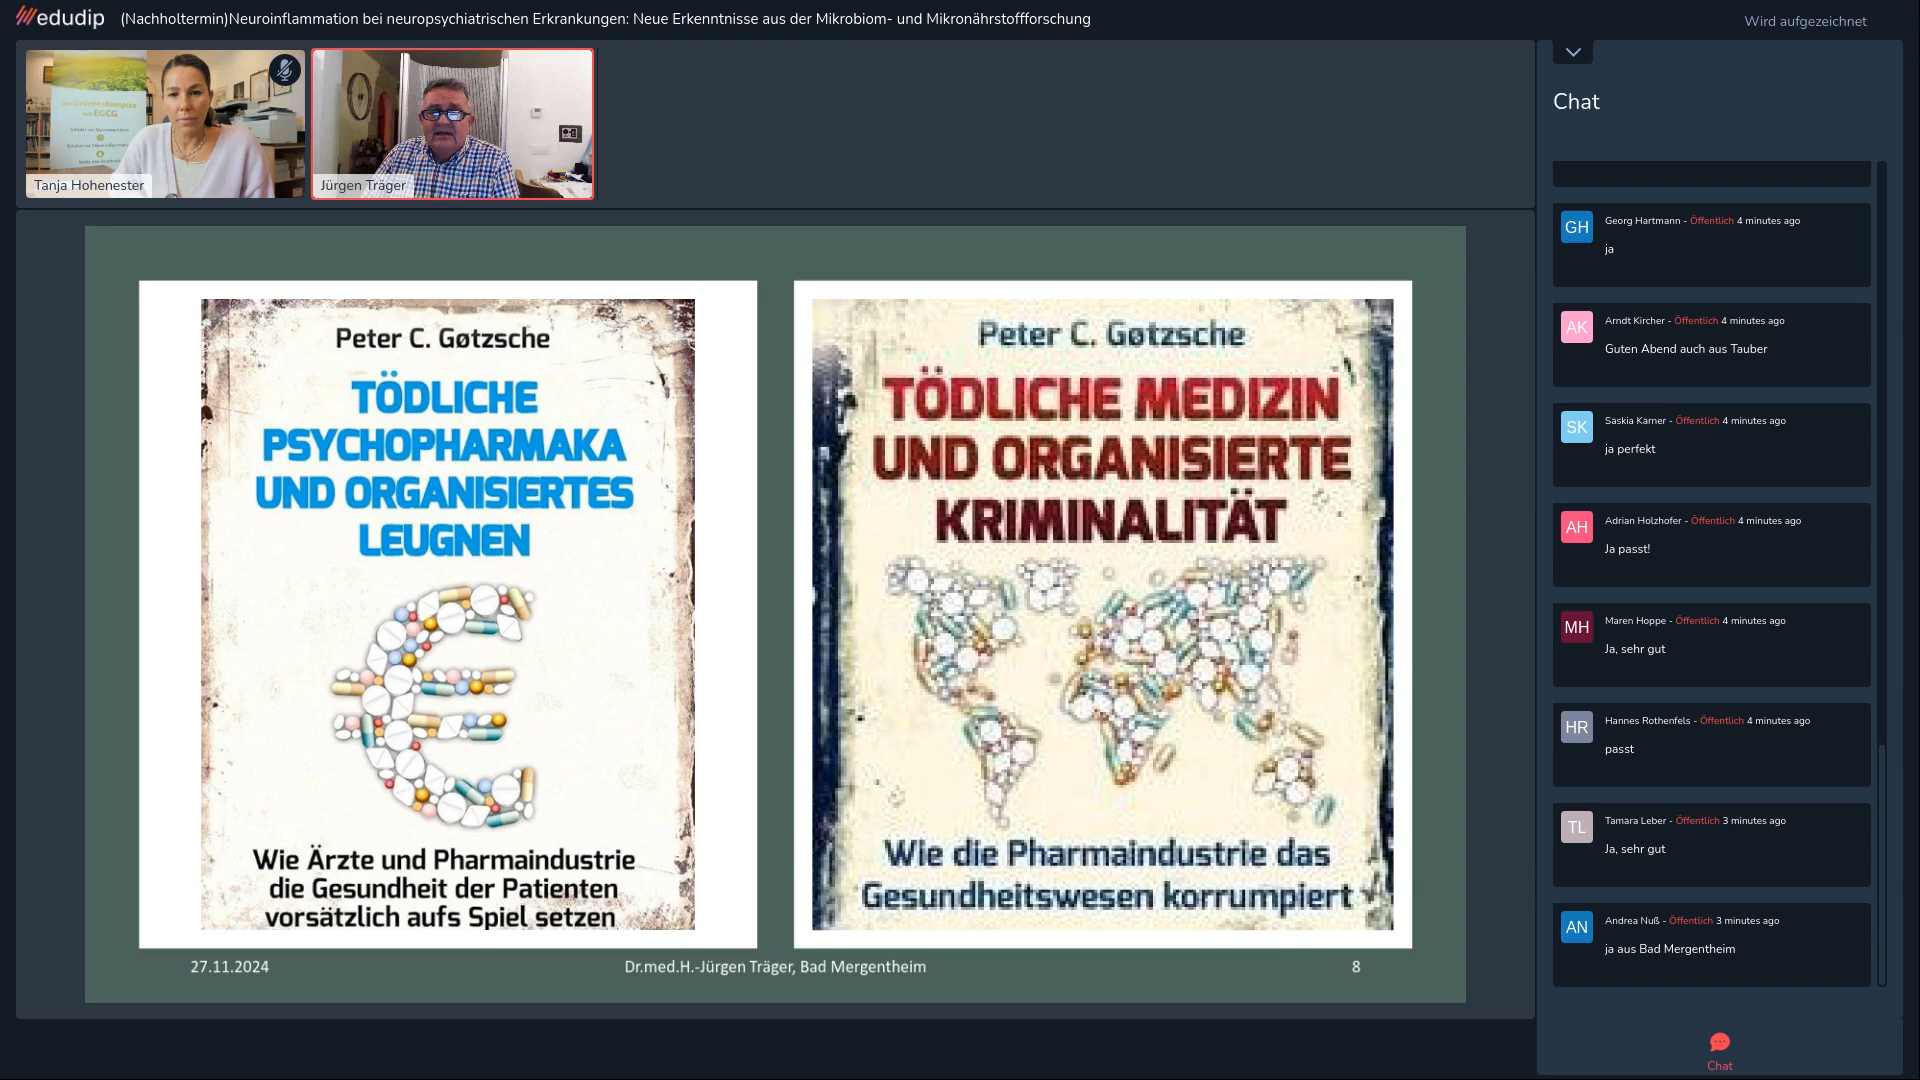 edudip
(Nachholtermin)Neuroinflammation bei neuropsychiatrischen Erkrankungen: Neue Erkenntnisse aus der Mikrobiom- und Mikronährstoffforschung
Wird aufgezeichnet
Der Grünteekomplex
mit EGCG
Tanja Hohenester
Jürgen Träger
Peter C. Gøtzsche
TÖDLICHE
PSYCHOPHARMAKA
UND ORGANISIERTES
LEUGNEN
Wie Ärzte und Pharmaindustrie
die Gesundheit der Patienten
vorsätzlich aufs Spiel setzen
Peter C. Gøtzsche
TÖDLICHE MEDIZIN
UND ORGANISIERTE
KRIMINALITÄT
Wie die Pharmaindustrie das
Gesundheitswesen korrumpiert
27.11.2024
Dr.med.H.-Jürgen Träger, Bad Mergentheim
8
Chat
GH
Georg Hartmann - Öffentlich 4 minutes ago
ja
AK
Arndt Kircher - Öffentlich 4 minutes ago
Guten Abend auch aus Tauber
SK
Saskia Karner - Öffentlich 4 minutes ago
ja perfekt
AH
Adrian Holzhofer - Öffentlich 4 minutes ago
Ja passt!
MH
Maren Hoppe - Öffentlich 4 minutes ago
Ja, sehr gut
HR
Hannes Rothenfels - Öffentlich 4 minutes ago
passt
TL
Tamara Leber - Öffentlich 3 minutes ago
Ja, sehr gut
AN
Andrea Nuß - Öffentlich 3 minutes ago
ja aus Bad Mergentheim
Chat